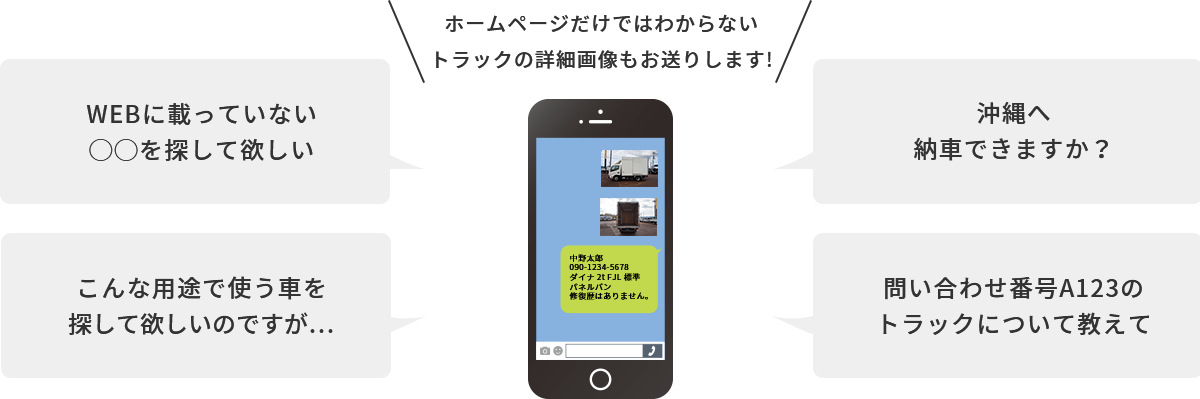 ホームページだけではわからない
トラックの詳細画像もお送りします!
WEBに載っていない
〇〇を探して欲しい
沖縄へ
納車できますか？
中野太郎
090-1234-5678
ダイナ 2t FJL 標準
パネルバン
修復歴はありません。
こんな用途で使う車を
探して欲しいのですが…
問い合わせ番号A123の
トラックについて教えて